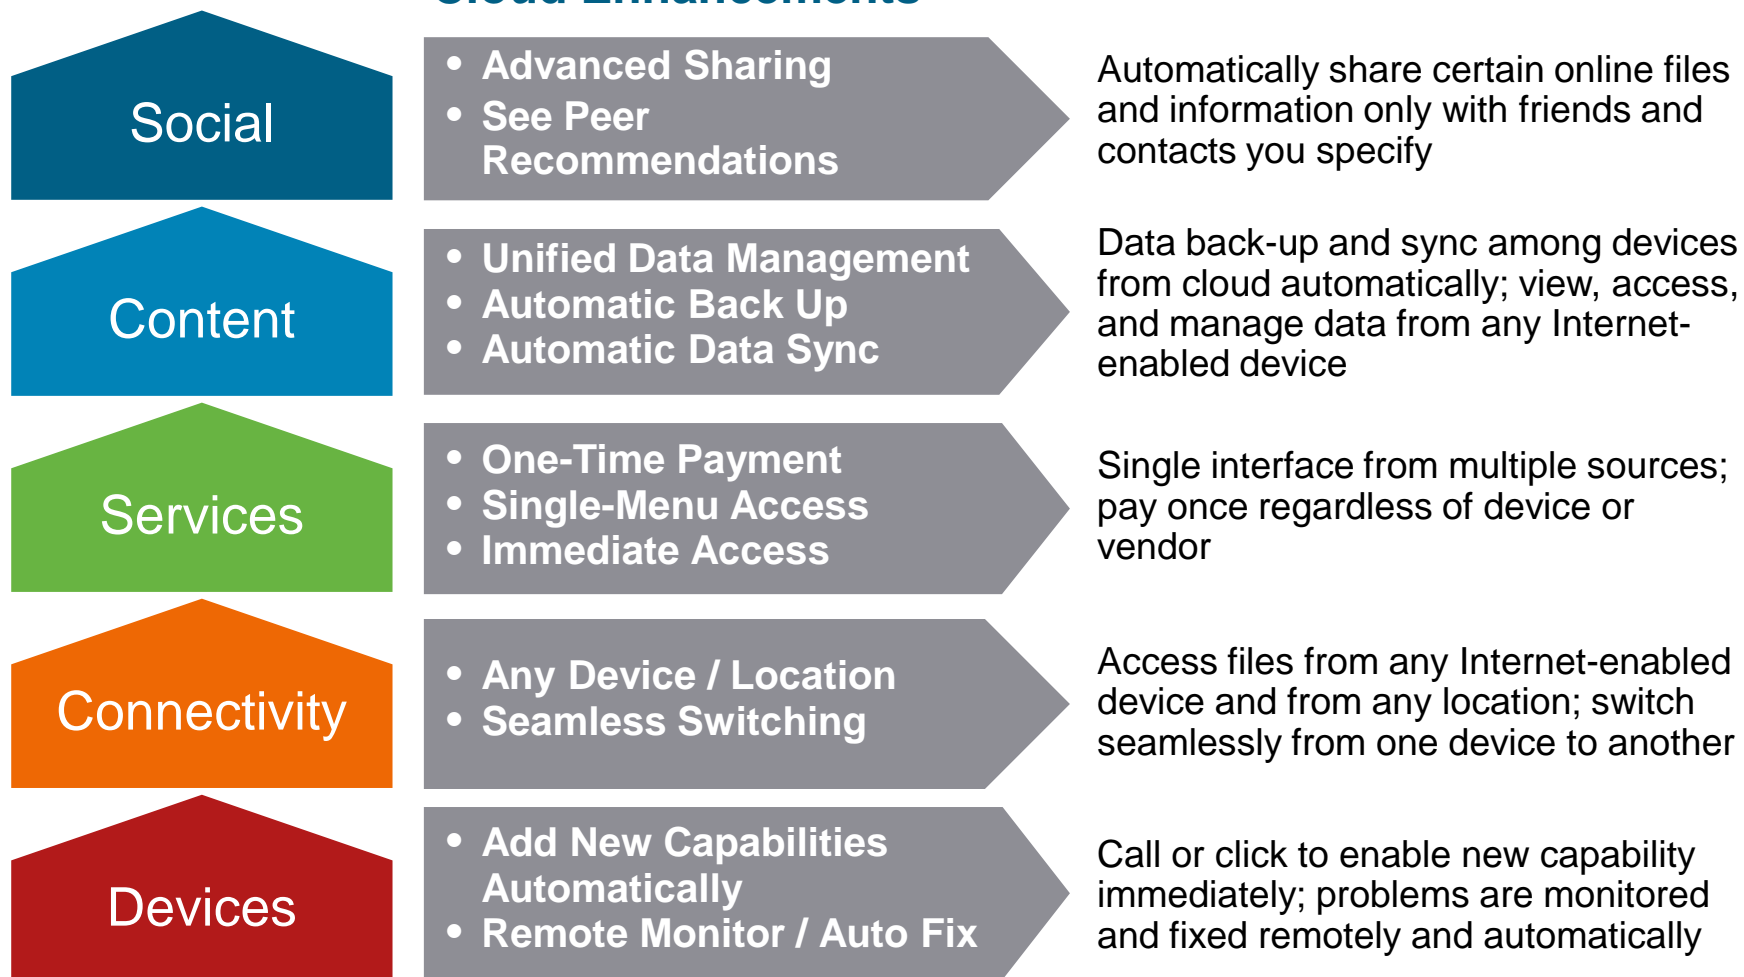 Cloud Enhancements
Social
• Advanced Sharing
• See Peer
Recommendations
Automatically share certain online files
and information only with friends and
contacts you specify
Content
• Unified Data Management
• Automatic Back Up
• Automatic Data Sync
Data back-up and sync among devices
from cloud automatically; view, access,
and manage data from any Internet-
enabled device
Services
• One-Time Payment
• Single-Menu Access
• Immediate Access
Single interface from multiple sources;
pay once regardless of device or
vendor
Connectivity
• Any Device / Location
• Seamless Switching
Access files from any Internet-enabled
device and from any location; switch
seamlessly from one device to another
Devices
• Add New Capabilities
Automatically
• Remote Monitor / Auto Fix
Call or click to enable new capability
immediately; problems are monitored
and fixed remotely and automatically